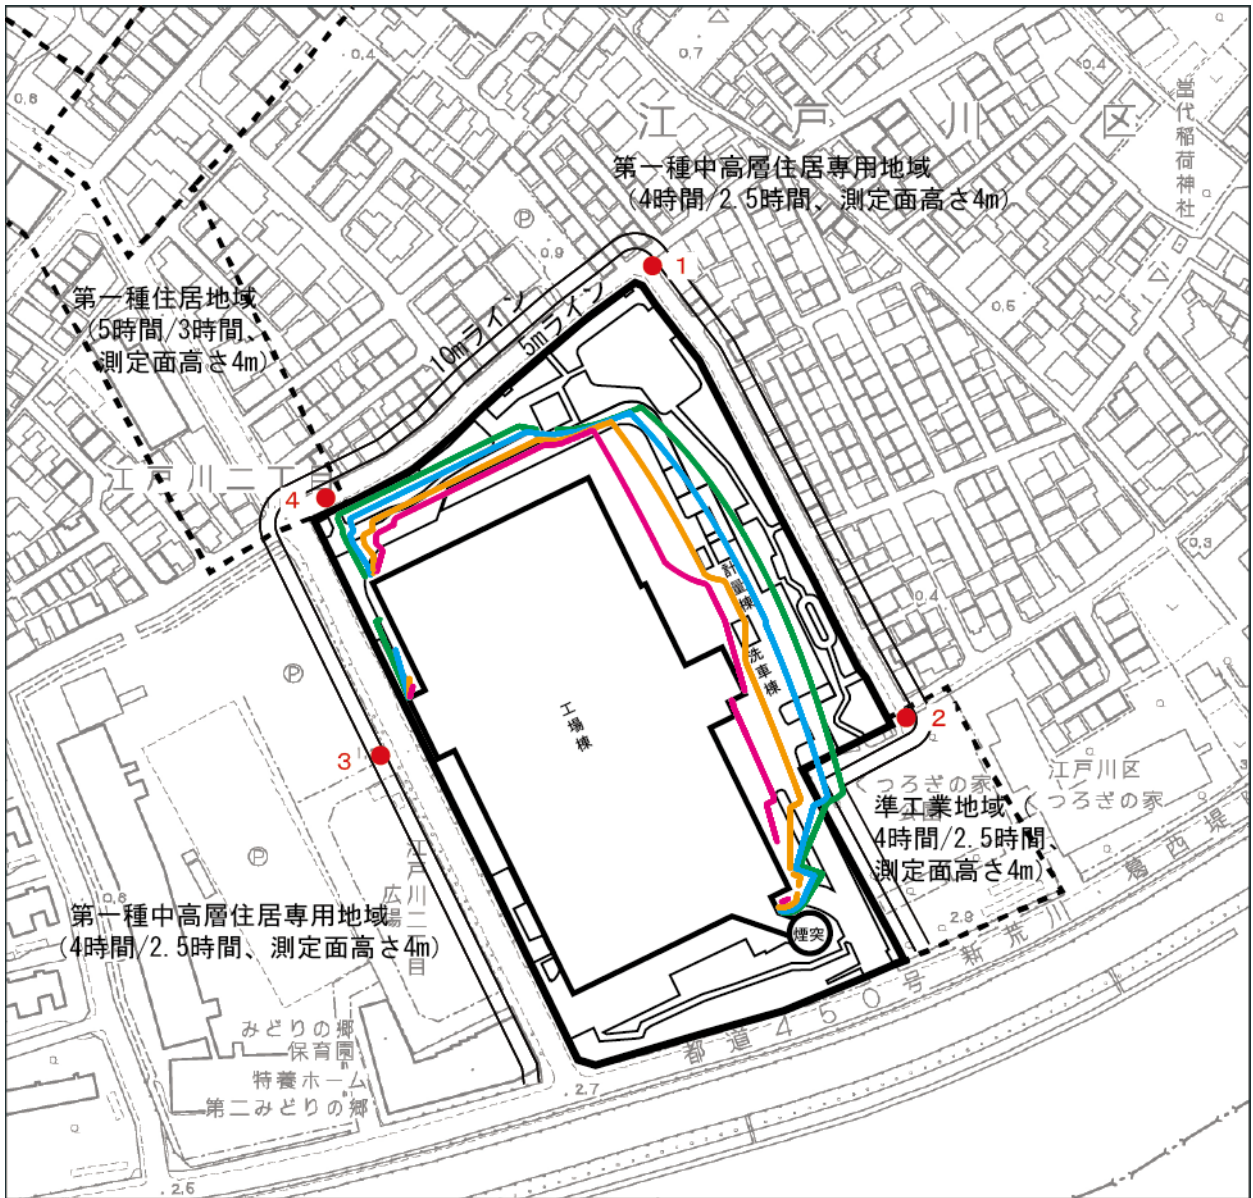 0.8
0.4
0.7
0.4
江戸川区
當代稲荷神社
第一種中高層住居専用地域
(4時間/2.5時間、測定面高さ4m)
P
0.9
1
第一種住居地域
(5時間/3時間、
測定面高さ4m)
10mライン
5mライン
0.5
江戸川二丁目
4
0.3
計量棟
0.4
洗車棟
P
工場棟
2
3
江戸川区
くつろぎの家
くつろぎの家
公園
準工業地域(
4時間/2.5時間、
測定面高さ4m)
葛西堤
P
江戸川二丁目
広場
0.8
第一種中高層住居専用地域
(4時間/2.5時間、測定面高さ4m)
2.9
煙突
都道450号新荒川
みどりの郷
保育園
特養ホーム
第二みどりの郷
2.7
2.6